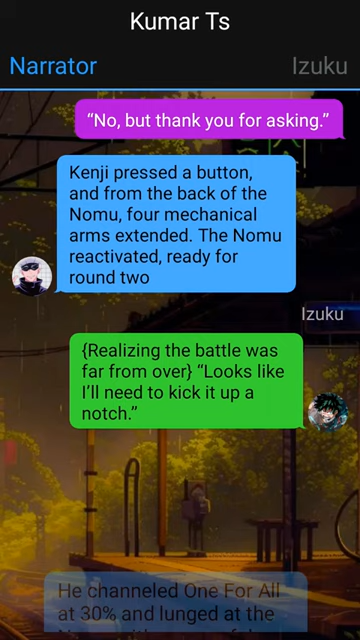 Kumar Ts
Narrator
Izuku
“No, but thank you for asking.”
Kenji pressed a button,
and from the back of the
Nomu, four mechanical
arms extended. The Nomu
reactivated, ready for
round two
Izuku
{Realizing the battle was
far from over} “Looks like
I’ll need to kick it up a
notch.”
He channeled One For All
at 30% and lunged at the